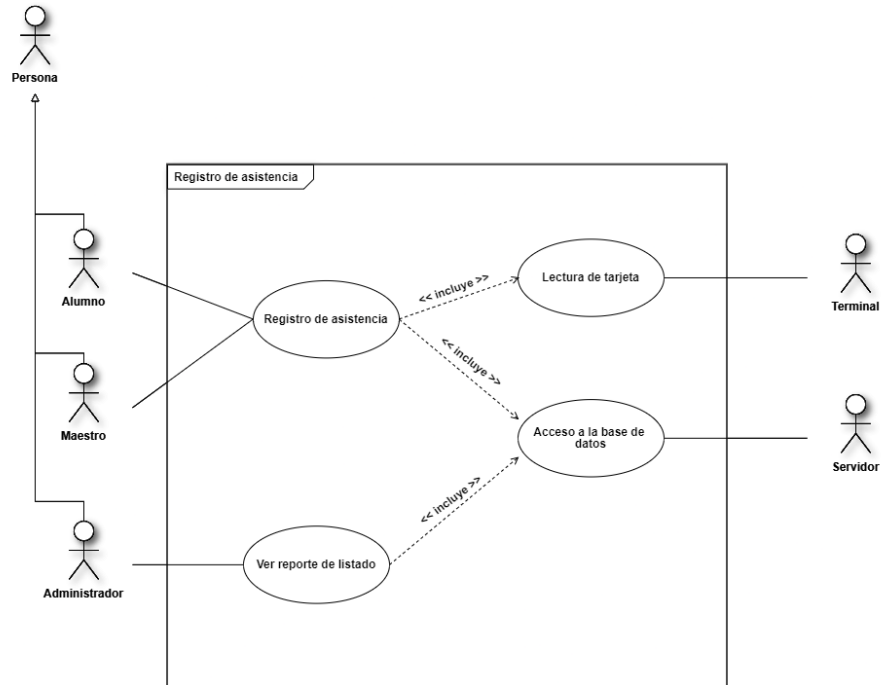 Persona
Registro de asistencia
Alumno
Registro de asistencia
<< incluye >>
Lectura de tarjeta
Terminal
<< incluye >>
Maestro
Acceso a la base de
datos
Servidor
<< incluye >>
Administrador
Ver reporte de listado